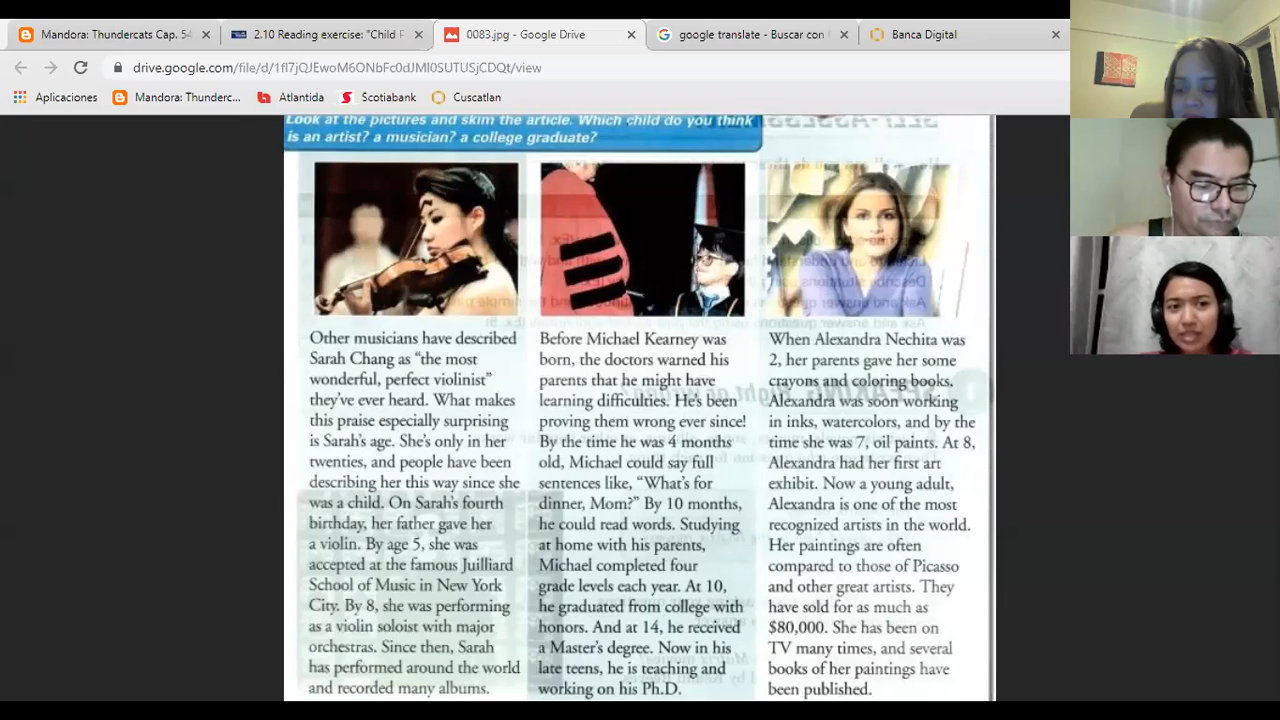 Mandora: Thundercats Cap. 54
2.10 Reading exercise: "Child P
0083.jpg - Google Drive
google translate - Buscar con
Banca Digital
drive.google.com/file/d/1fI7jQJEwoM6ONbFc0dJMl0SUTUSjCDQt/view
Aplicaciones
Mandora: Thunderc...
Atlantida
Scotiabank
Cuscatlan
Look at the pictures and skim the article. Which child do you think
is an artist? a musician? a college graduate?
Other musicians have described
Sarah Chang as "the most
wonderful, perfect violinist"
they've ever heard. What makes
this praise especially surprising
is Sarah's age. She's only in her
twenties, and people have been
describing her this way since she
was a child. On Sarah's fourth
birthday, her father gave her
a violin. By age 5, she was
accepted at the famous Juilliard
School of Music in New York
City. By 8, she was performing
as a violin soloist with major
orchestras. Since then, Sarah
has performed around the world
and recorded many albums.
Before Michael Kearney was
born, the doctors warned his
parents that he might have
learning difficulties. He's been
proving them wrong ever since!
By the time he was 4 months
old, Michael could say full
sentences like, "What's for
dinner, Mom?" By 10 months,
he could read words. Studying
at home with his parents,
Michael completed four
grade levels each year. At 10,
he graduated from college with
honors. And at 14, he received
a Master's degree. Now in his
late teens, he is teaching and
working on his Ph.D.
When Alexandra Nechita was
2, her parents gave her some
crayons and coloring books.
Alexandra was soon working
in inks, watercolors, and by the
time she was 7, oil paints. At 8,
Alexandra had her first art
exhibit. Now a young adult,
Alexandra is one of the most
recognized artists in the world.
Her paintings are often
compared to those of Picasso
and other great artists. They
have sold for as much as
$80,000. She has been on
TV many times, and several
books of her paintings have
been published.